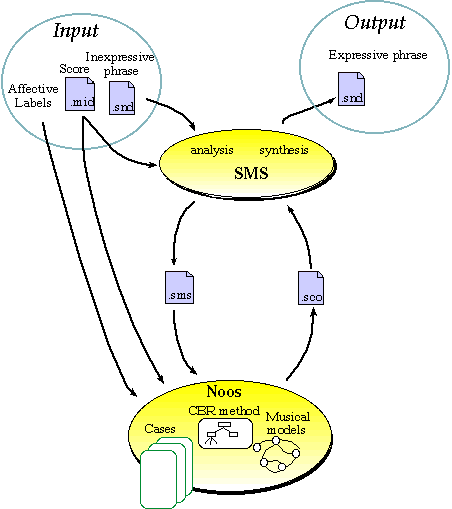 Input
Output
Inexpressive
phrase
Score
Affective
Labels
.mid
.snd
Expressive phrase
.snd
analysis
synthesis
SMS
.sms
.sco
Noos
CBR method
Cases
Musical
models